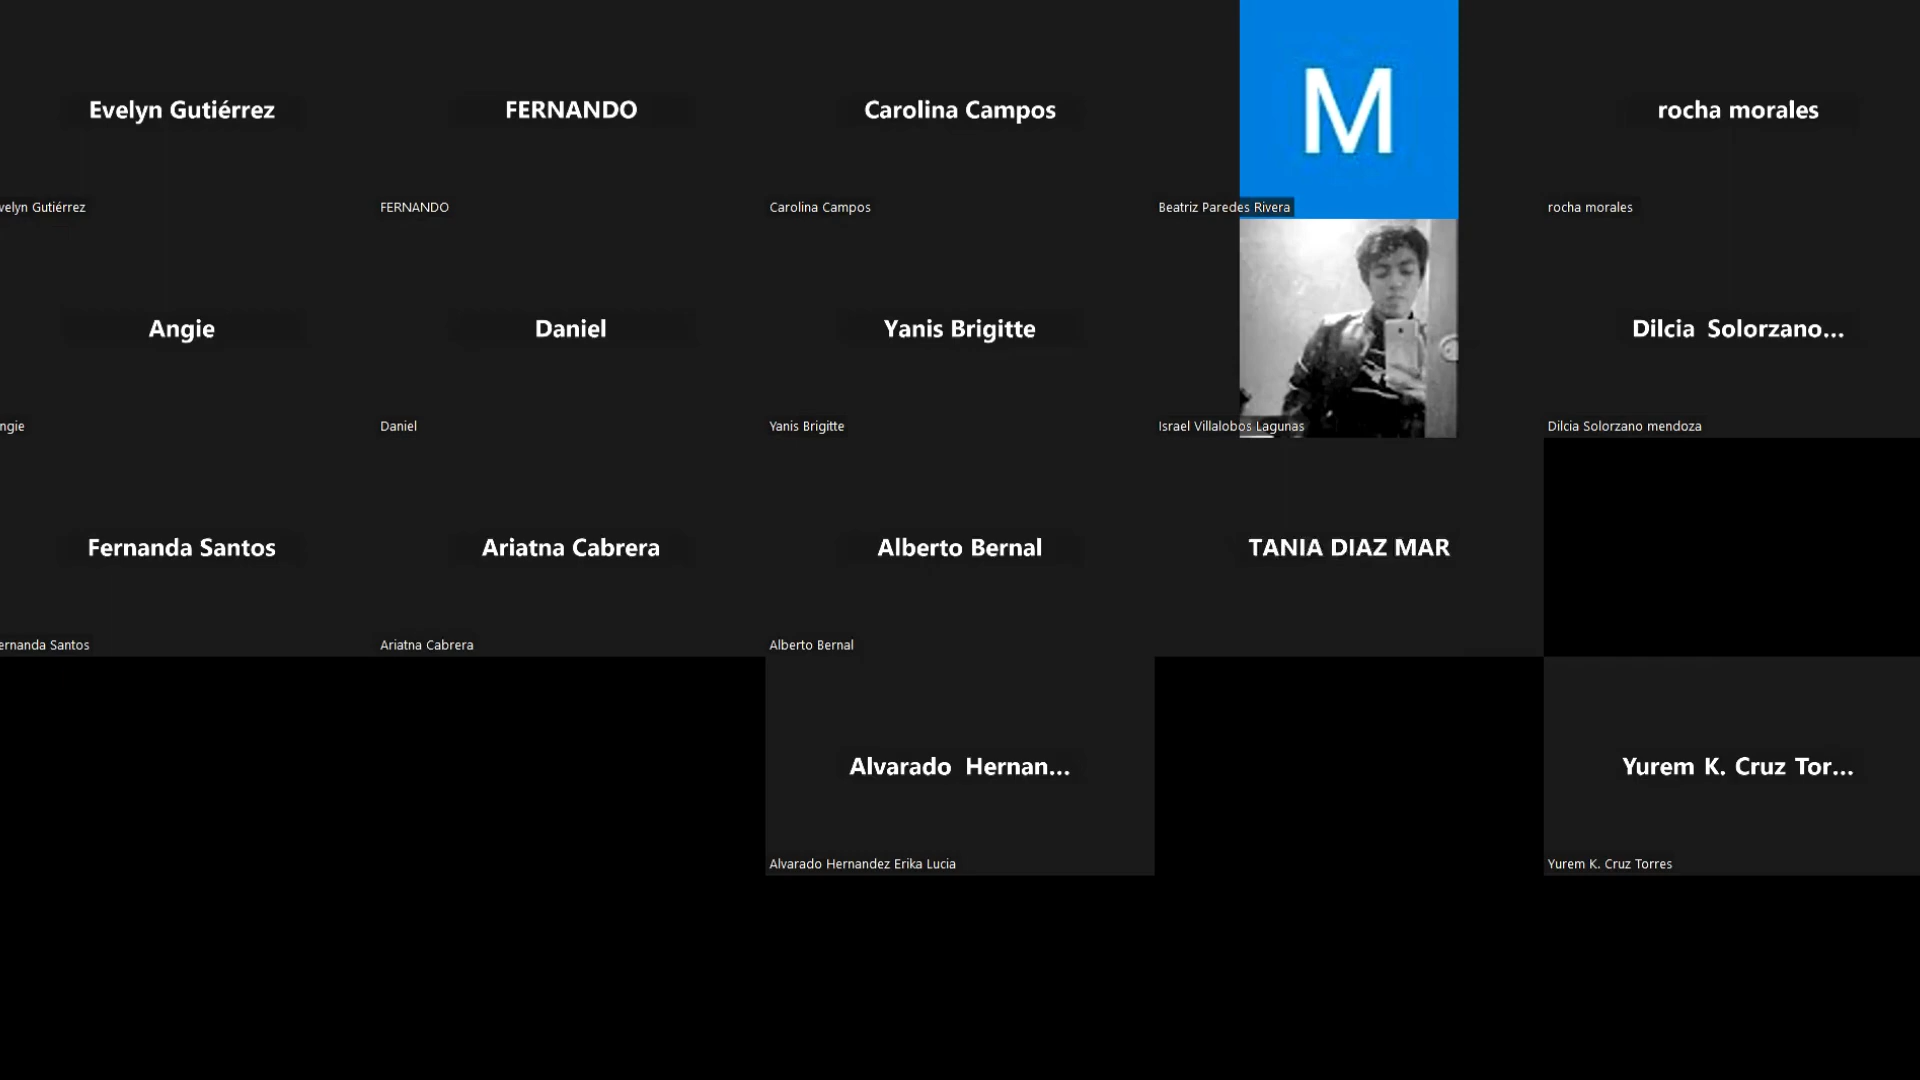 Evelyn Gutiérrez
FERNANDO
Carolina Campos
M
rocha morales
velyn Gutiérrez
FERNANDO
Carolina Campos
Beatriz Paredes Rivera
rocha morales
Angie
Daniel
Yanis Brigitte
Dilcia Solorzano...
ngie
Daniel
Yanis Brigitte
Israel Villalobos Lagunas
Dilcia Solorzano mendoza
Fernanda Santos
Ariatna Cabrera
Alberto Bernal
TANIA DIAZ MAR
ernanda Santos
Ariatna Cabrera
Alberto Bernal
Alvarado Hernan...
Yurem K. Cruz Tor...
Alvarado Hernandez Erika Lucia
Yurem K. Cruz Torres